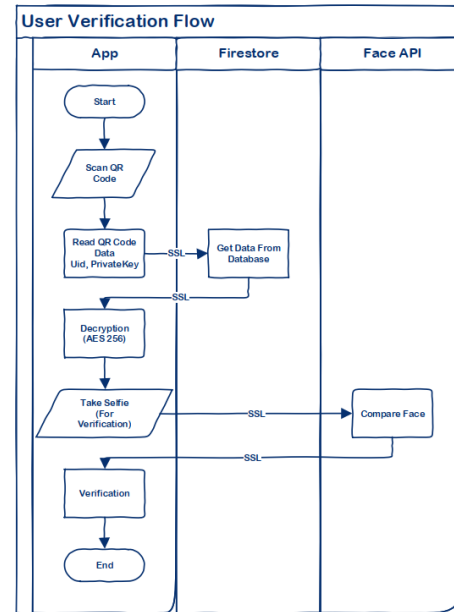 User Verification Flow
App
Firestore
Face API
Start
Scan QR
Code
Read QR Code
Data
Uid, PrivateKey
SSL
Get Data From
Database
SSL
Decryption
(AES 256)
Take Selfie
(For
Verification)
SSL
Compare Face
SSL
Verification
End